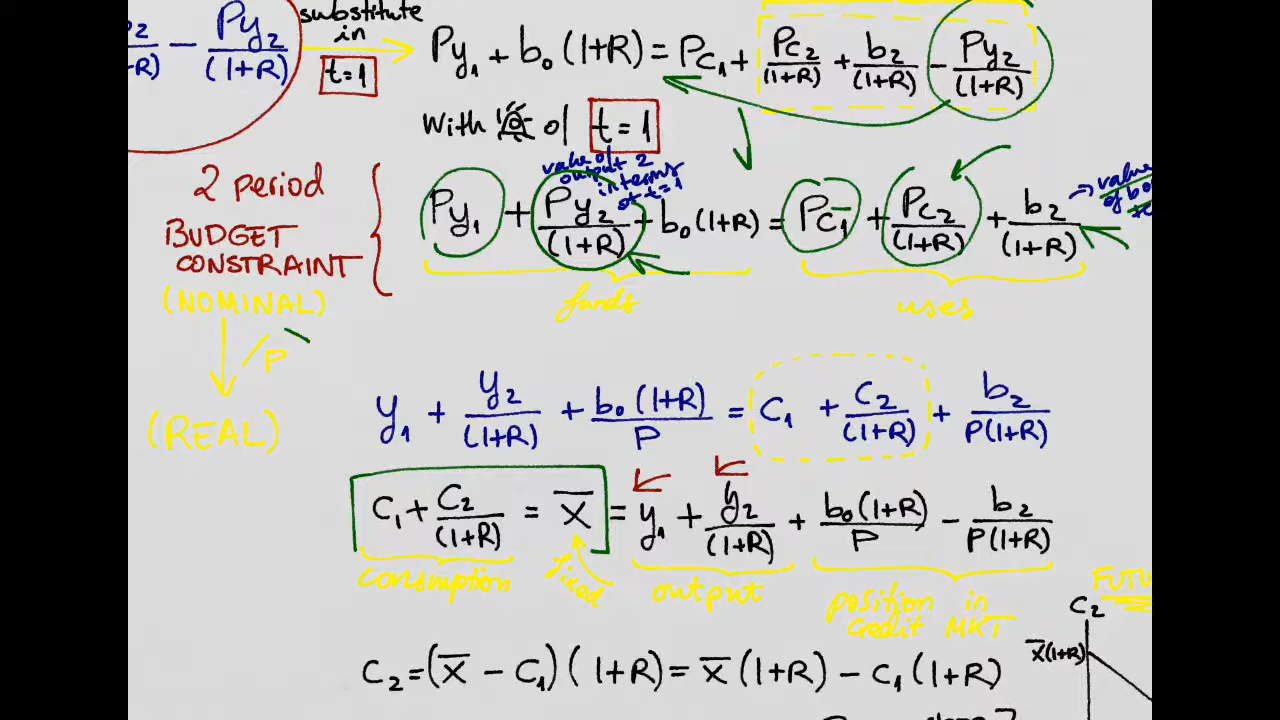 substitute
in
t=1
- Py₂/(1+R)
Py₁ + b₀(1+R) = Pc₁ + Pc₂/(1+R) + b₂/(1+R) - Py₂/(1+R)
With of t=1
value of
output 2
in terms
of t=1
2 period
BUDGET
CONSTRAINT
(NOMINAL)
Py₁ + Py₂/(1+R) + b₀(1+R) = Pc₁ + Pc₂/(1+R) + b₂/(1+R)
⇒ value
of b
funds
uses
/P
(REAL)
y₁ + y₂/(1+R) + b₀(1+R)/P = C₁ + C₂/(1+R) + b₂/P(1+R)
C₁ + C₂/(1+R) = X̄ = y₁ + y₂/(1+R) + b₀(1+R)/P - b₂/P(1+R)
consumption
fixed
output
position in
credit MKT
FUTU
C₂
X̄(1+R)
C₂ = (X̄ - C₁)(1+R) = X̄(1+R) - C₁(1+R)